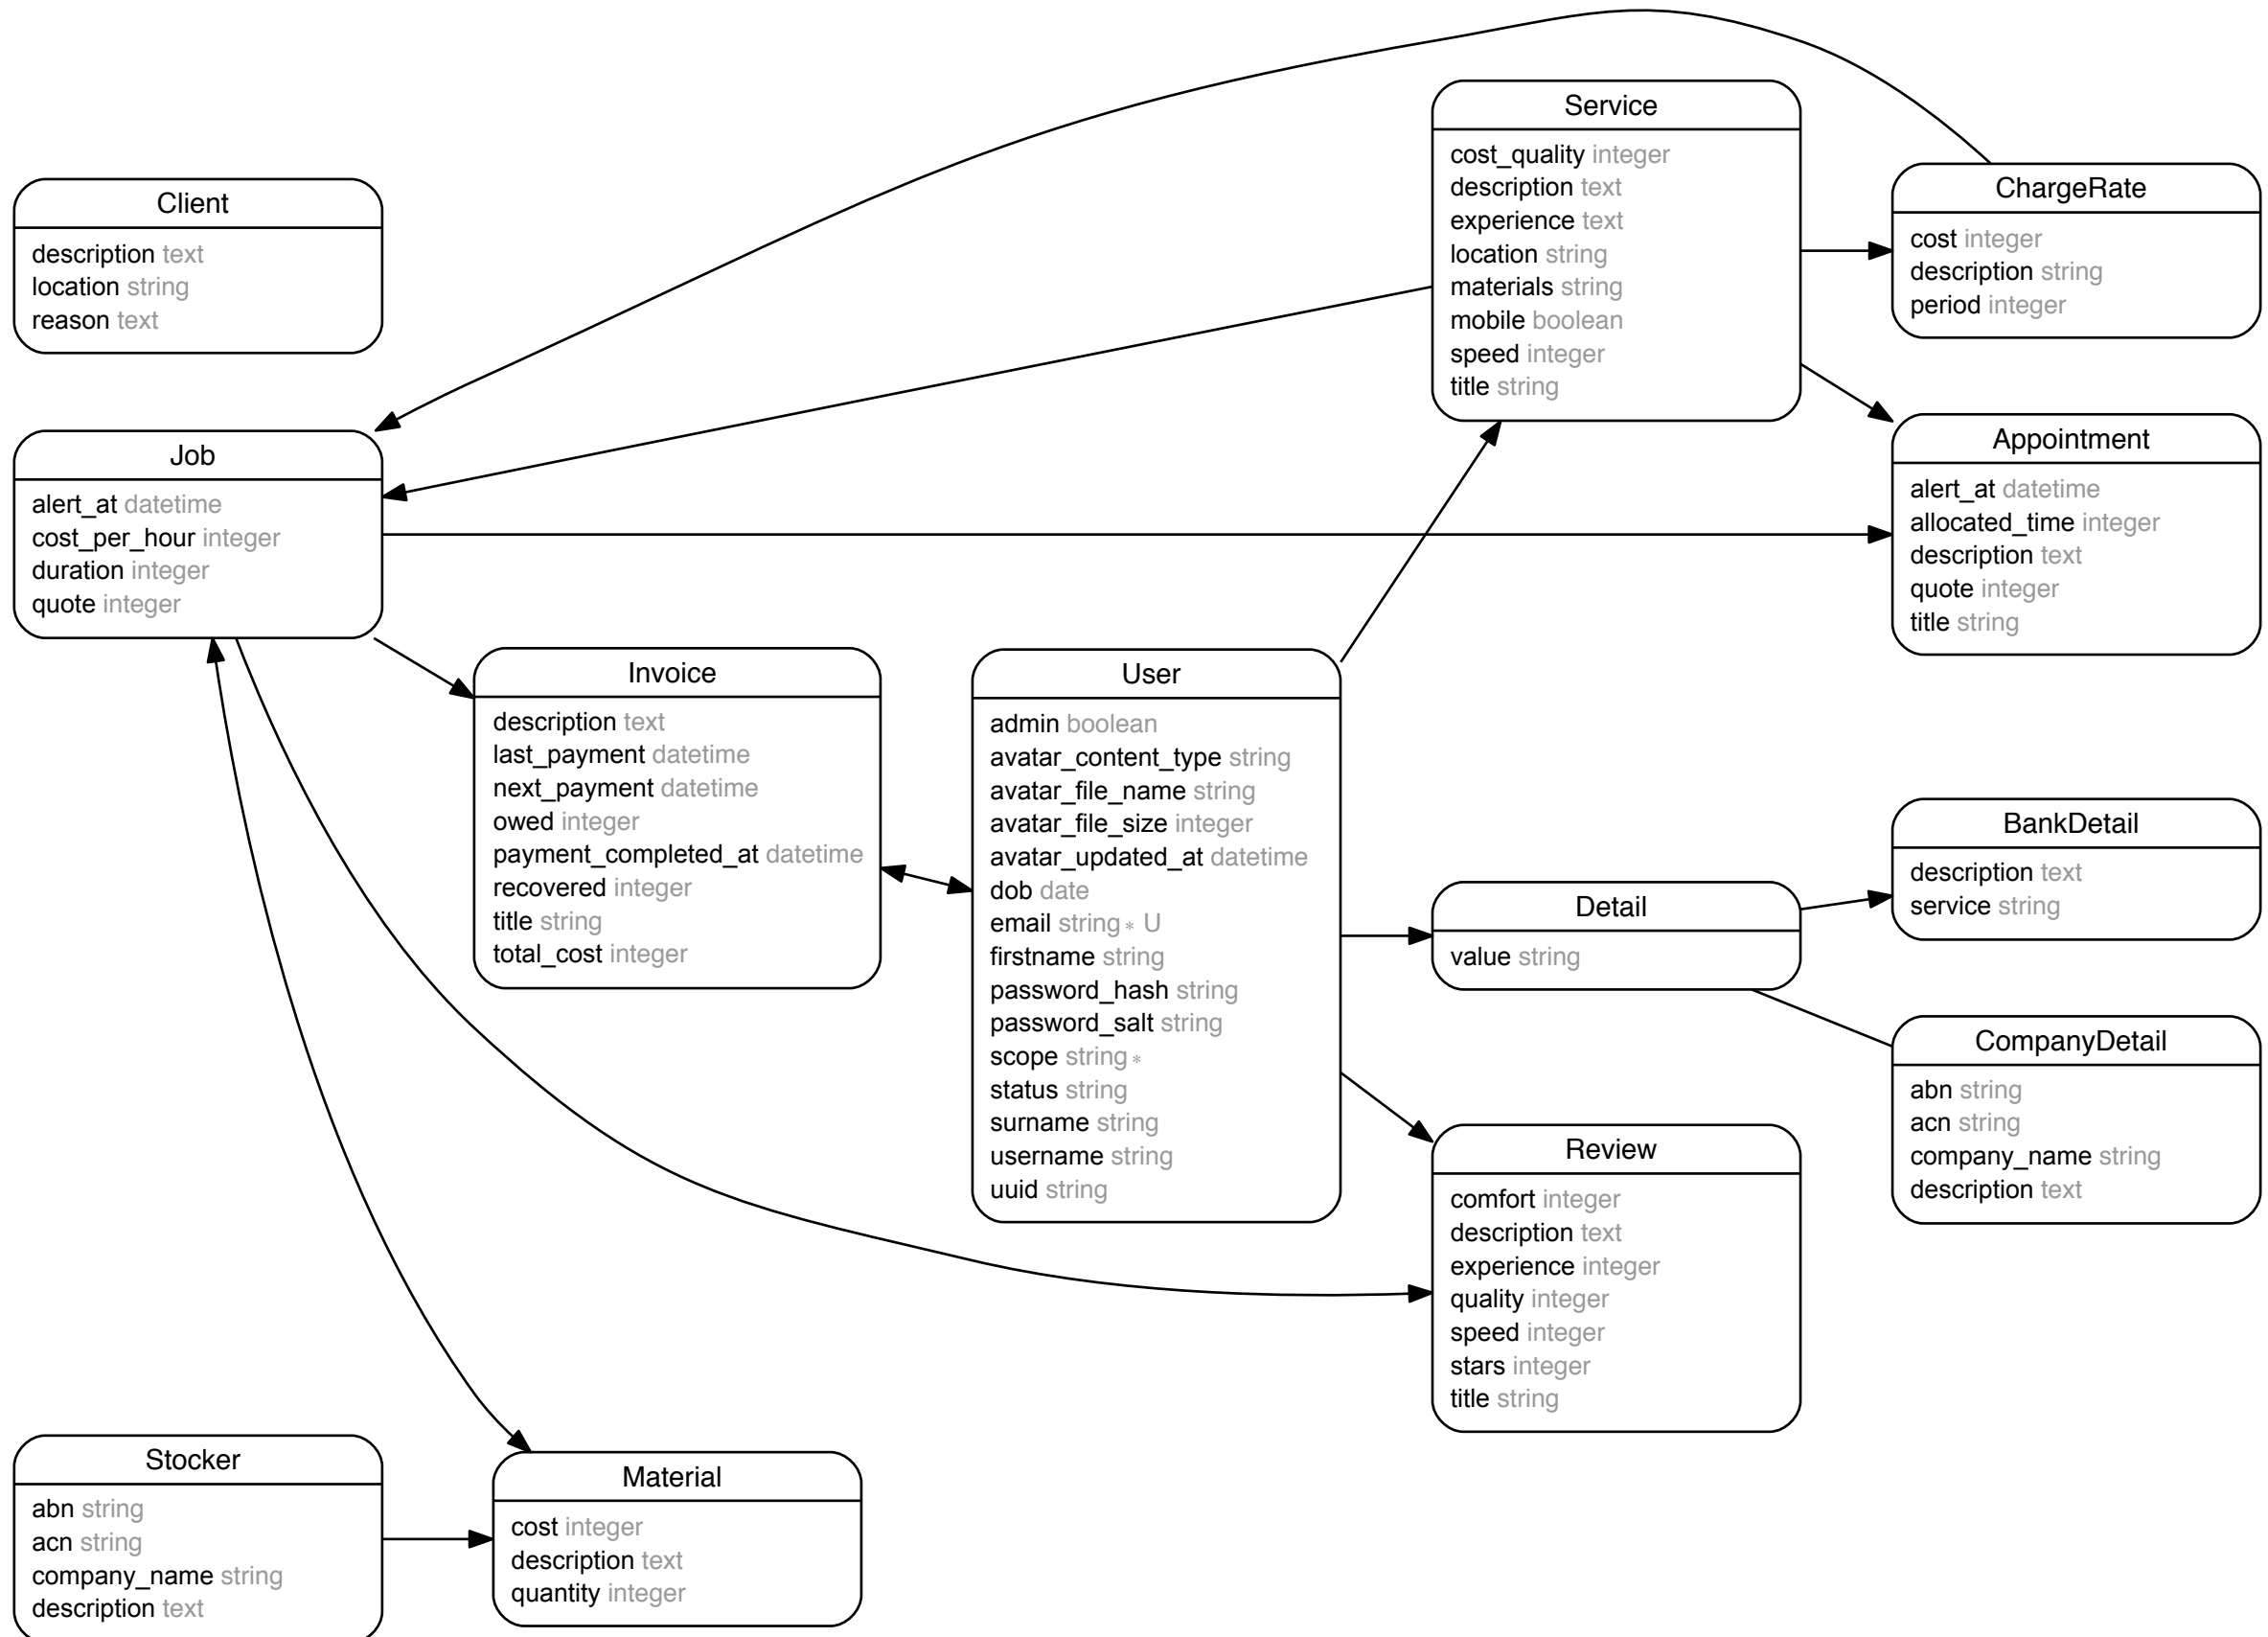 Service
cost_quality integer
description text
experience text
location string
materials string
mobile boolean
speed integer
title string
ChargeRate
cost integer
description string
period integer
Client
description text
location string
reason text
Job
alert_at datetime
cost_per_hour integer
duration integer
quote integer
Appointment
alert_at datetime
allocated_time integer
description text
quote integer
title string
Invoice
description text
last_payment datetime
next_payment datetime
owed integer
payment_completed_at datetime
recovered integer
title string
total_cost integer
User
admin boolean
avatar_content_type string
avatar_file_name string
avatar_file_size integer
avatar_updated_at datetime
dob date
email string * U
firstname string
password_hash string
password_salt string
scope string *
status string
surname string
username string
uuid string
Detail
value string
BankDetail
description text
service string
CompanyDetail
abn string
acn string
company_name string
description text
Review
comfort integer
description text
experience integer
quality integer
speed integer
stars integer
title string
Stocker
abn string
acn string
company_name string
description text
Material
cost integer
description text
quantity integer